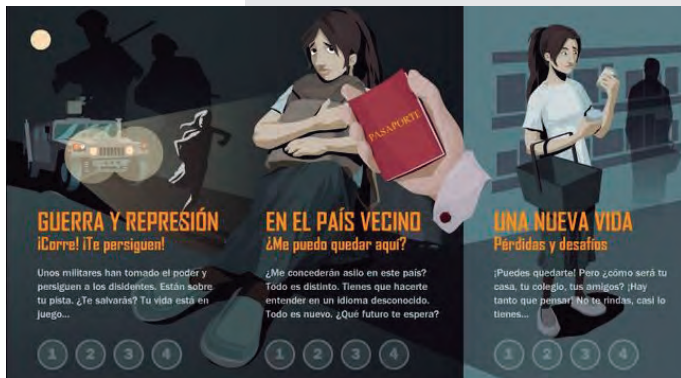 PASAPORTE
GUERRA Y REPRESIÓN
¡Corre! ¡Te persiguen!
Unos militares han tomado el poder y
persiguen a los disidentes. Están sobre
tu pista. ¿Te salvarás? Tu vida está en
juego...
1 2 3 4
EN EL PAÍS VECINO
¿Me puedo quedar aquí?
¿Me concederán asilo en este país?
Todo es distinto. Tienes que hacerte
entender en un idioma desconocido.
Todo es nuevo. ¿Qué futuro te espera?
1 2 3 4
UNA NUEVA VIDA
Pérdidas y desafíos
¡Puedes quedarte! Pero ¿cómo será tu
casa, tu colegio, tus amigos? ¡Hay
tanto que pensar! No te rindas, casi lo
tienes...
1 2 3 4